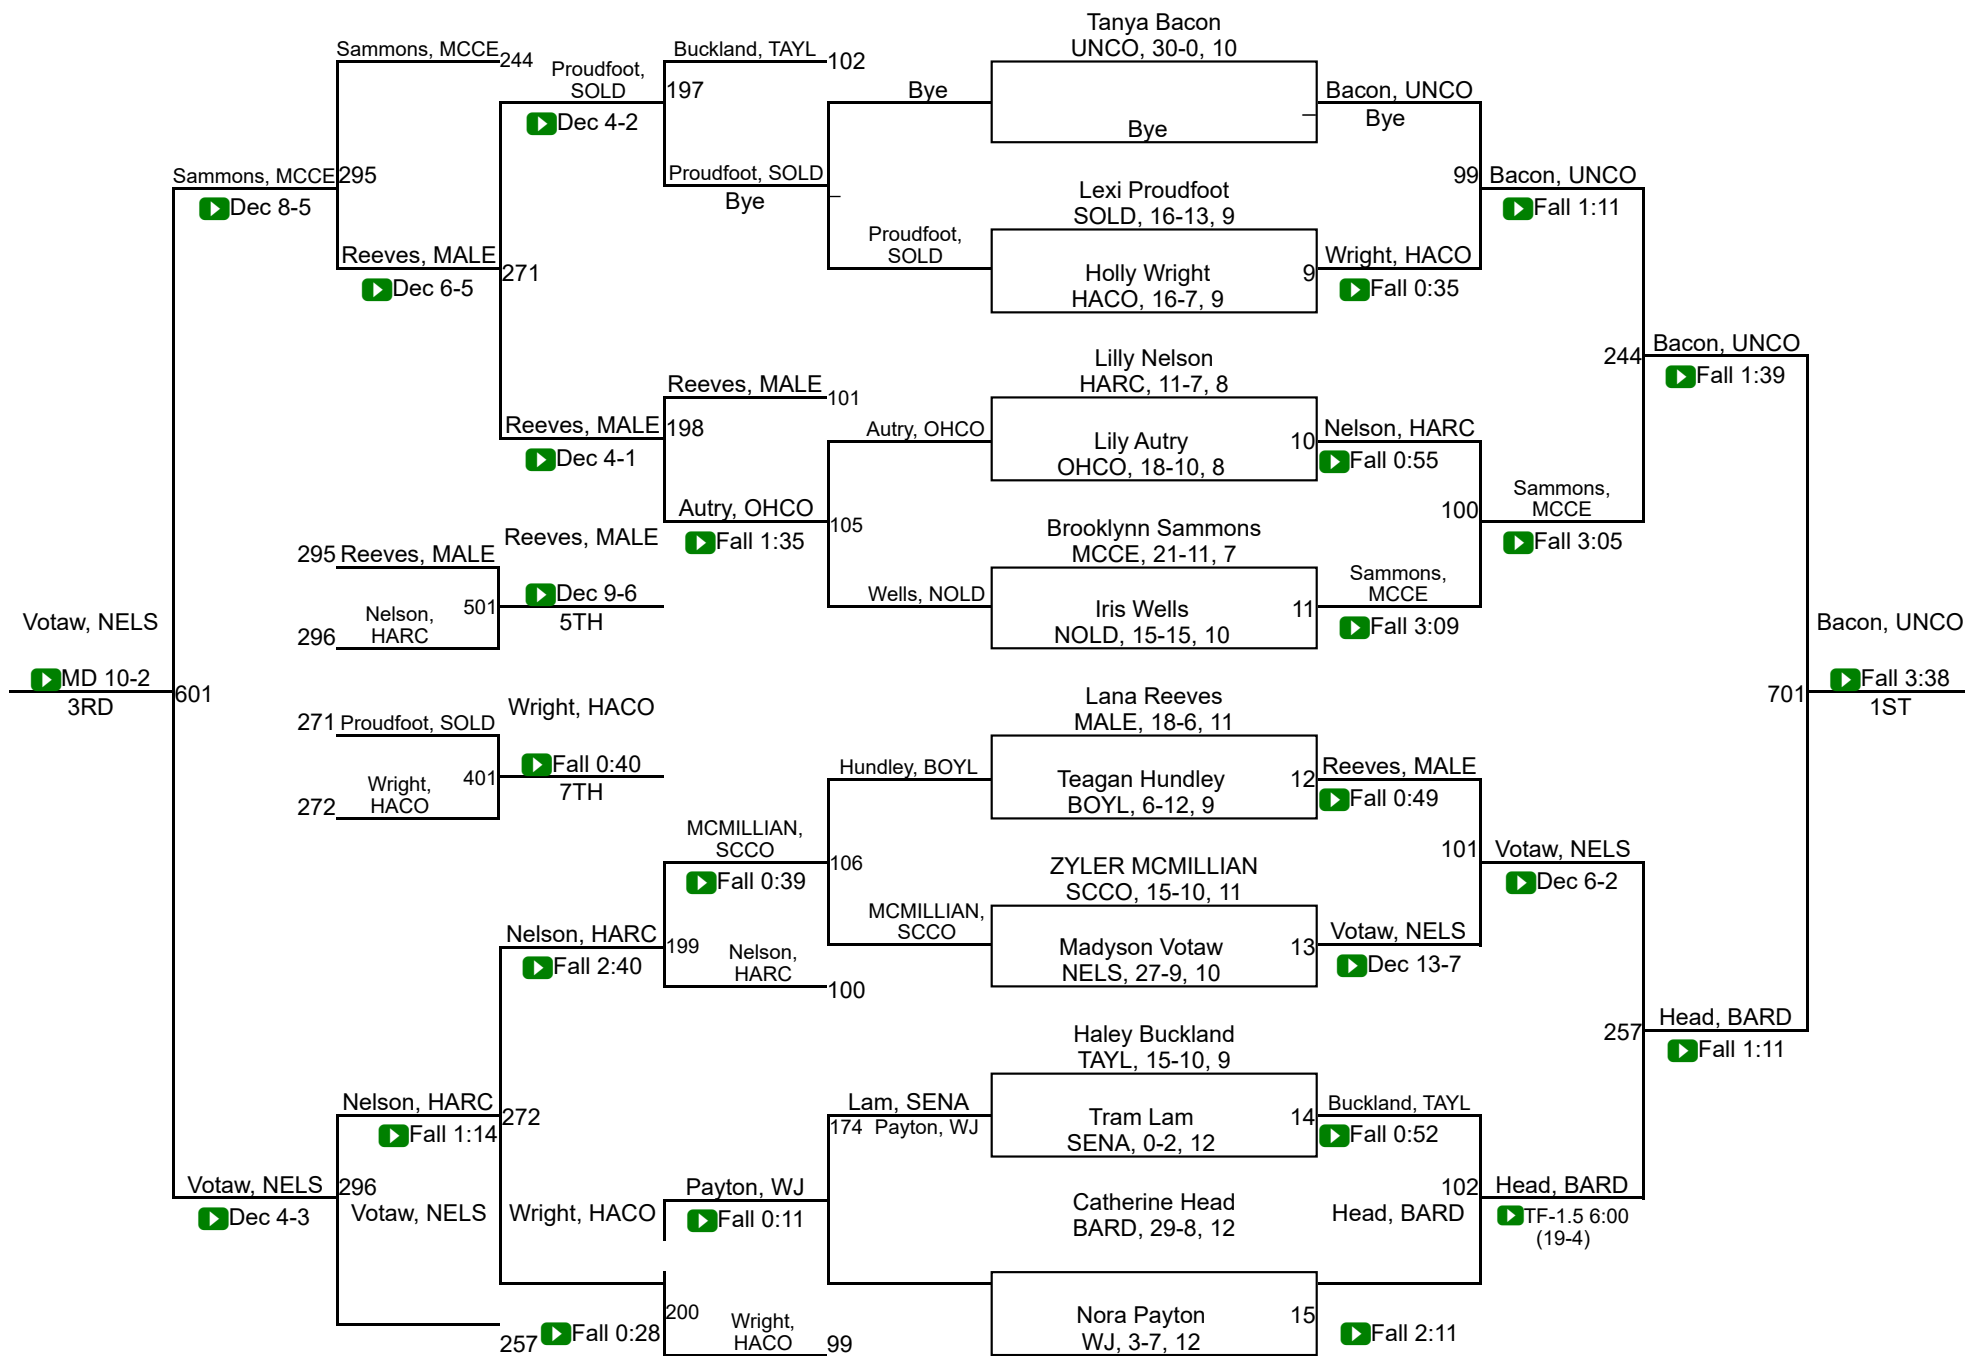 Tanya Bacon
UNCO, 30-0, 10
Bye
Lexi Proudfoot
SOLD, 16-13, 9
Holly Wright
HACO, 16-7, 9
9
Lilly Nelson
HARC, 11-7, 8
Lily Autry
OHCO, 18-10, 8
10
Brooklynn Sammons
MCCE, 21-11, 7
Iris Wells
NOLD, 15-15, 10
11
Lana Reeves
MALE, 18-6, 11
Teagan Hundley
BOYL, 6-12, 9
12
ZYLER MCMILLIAN
SCCO, 15-10, 11
Madyson Votaw
NELS, 27-9, 10
13
Haley Buckland
TAYL, 15-10, 9
Tram Lam
SENA, 0-2, 12
14
Catherine Head
BARD, 29-8, 12
Nora Payton
WJ, 3-7, 12
15
Bacon, UNCO
Bye
Wright, HACO
Fall 0:35
Nelson, HARC
Fall 0:55
Sammons,
MCCE
Fall 3:09
Reeves, MALE
Fall 0:49
Votaw, NELS
Dec 13-7
Buckland, TAYL
Fall 0:52
Head, BARD
Fall 2:11
99
Bacon, UNCO
Fall 1:11
100
Sammons,
MCCE
Fall 3:05
101
Votaw, NELS
Dec 6-2
102
Head, BARD
TF-1.5 6:00
(19-4)
244
Bacon, UNCO
Fall 1:39
257
Head, BARD
Fall 1:11
701
Bacon, UNCO
Fall 3:38
1ST
Bye
Proudfoot,
SOLD
Autry, OHCO
Wells, NOLD
Hundley, BOYL
MCMILLIAN,
SCCO
Lam, SENA
174 Payton, WJ
Buckland, TAYL
102
197
Proudfoot, SOLD
Bye
Reeves, MALE
101
198
Autry, OHCO
105
Fall 1:35
MCMILLIAN,
SCCO
106
Fall 0:39
199
Nelson,
HARC
100
Payton, WJ
Fall 0:11
200
Wright,
HACO
99
Proudfoot,
SOLD
Dec 4-2
Reeves, MALE
Dec 4-1
Nelson, HARC
Fall 2:40
Wright, HACO
Fall 0:28
Sammons, MCCE
244
295
Reeves, MALE
271
Dec 6-5
Nelson, HARC
272
Fall 1:14
296
Votaw, NELS
257
Sammons, MCCE
Dec 8-5
Votaw, NELS
Dec 4-3
601
Votaw, NELS
MD 10-2
3RD
295 Reeves, MALE
296
Nelson,
HARC
501
Reeves, MALE
Dec 9-6
5TH
271 Proudfoot, SOLD
272
Wright,
HACO
401
Wright, HACO
Fall 0:40
7TH